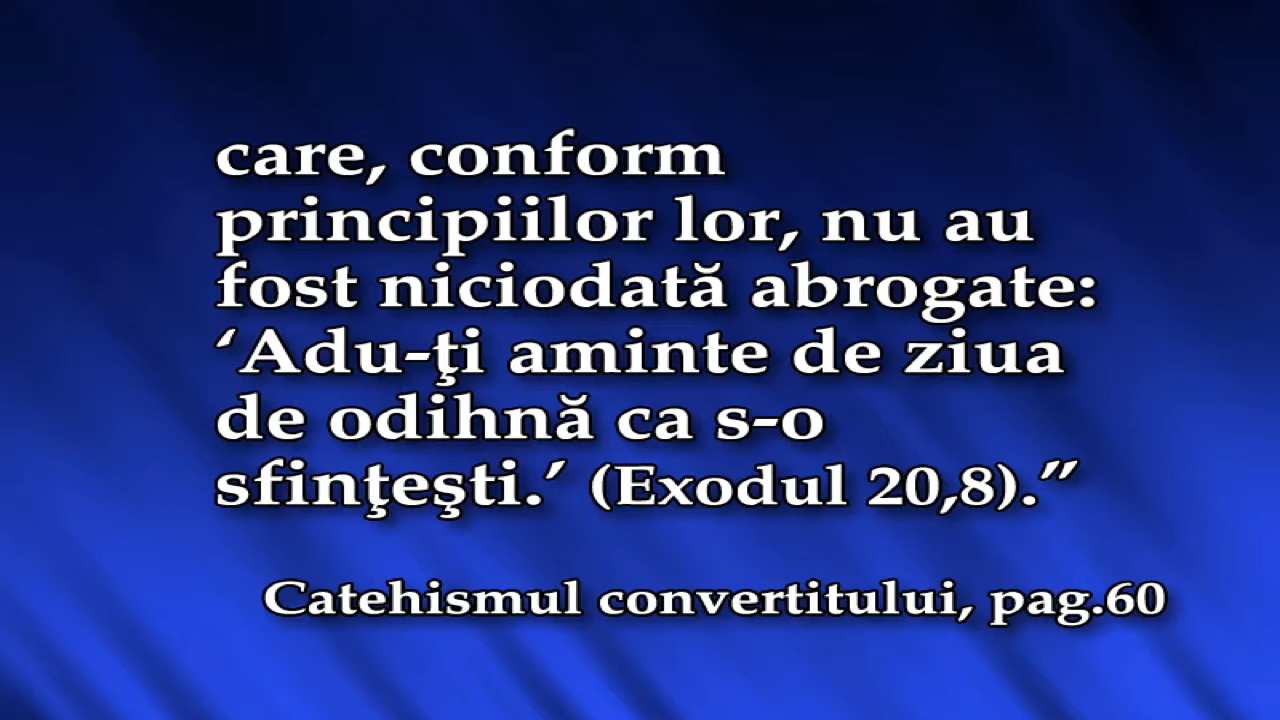 care, conform
principiilor lor, nu au
fost niciodată abrogate:
‘Adu-ţi aminte de ziua
de odihnă ca s-o
sfinţeşti.’ (Exodul 20,8).”
Catehismul convertitului, pag.60